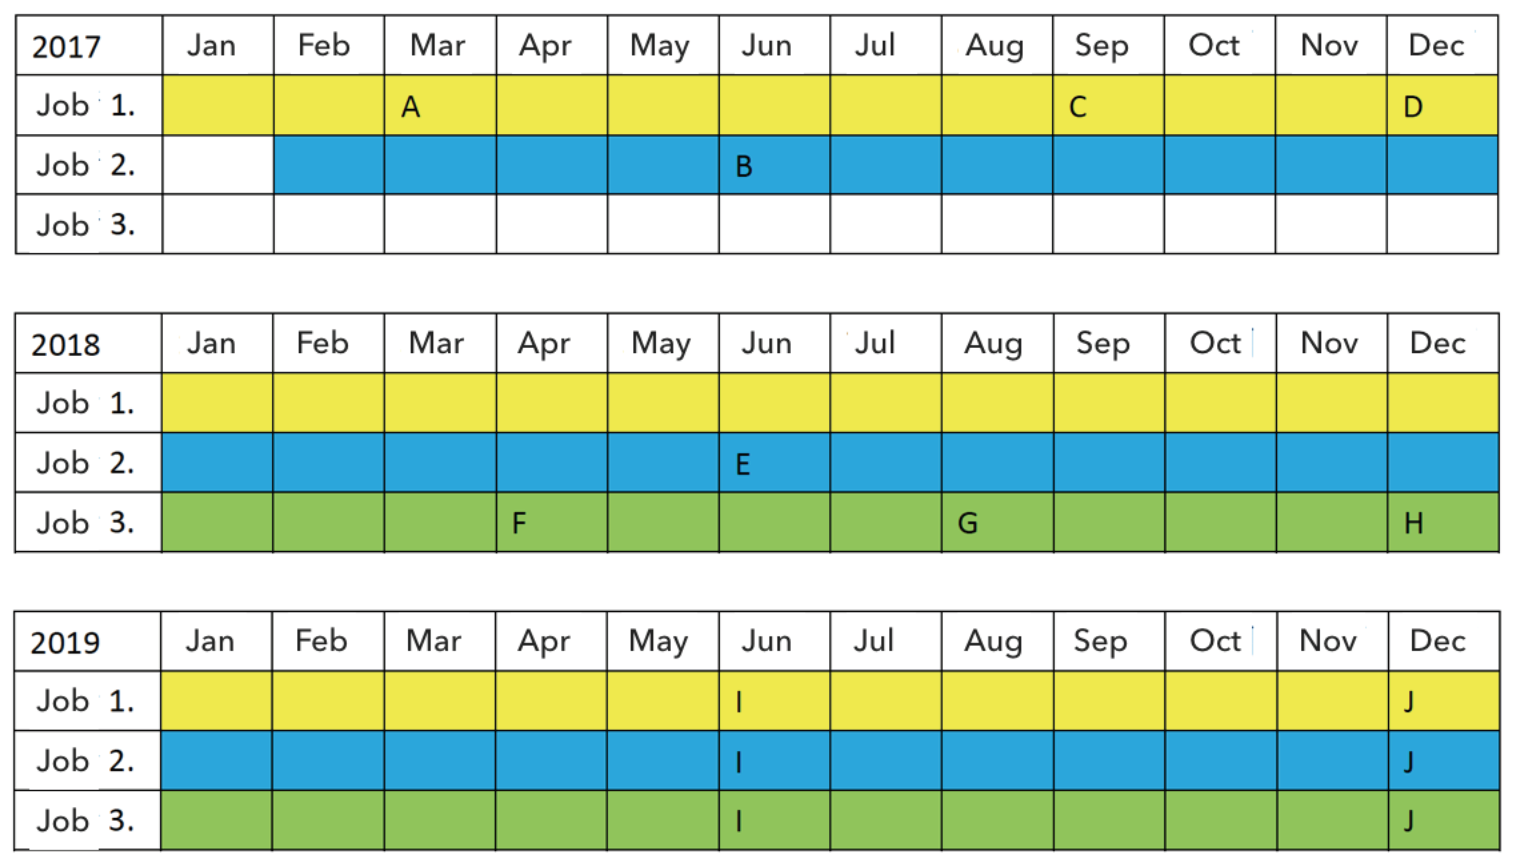 2017 Jan Feb Mar Apr May Jun Jul Aug Sep Oct Nov Dec
Job 1. A C D
Job 2. B
Job 3.
2018 Jan Feb Mar Apr May Jun Jul Aug Sep Oct Nov Dec
Job 1.
Job 2. E
Job 3. F G H
2019 Jan Feb Mar Apr May Jun Jul Aug Sep Oct Nov Dec
Job 1. I J
Job 2. I J
Job 3. I J